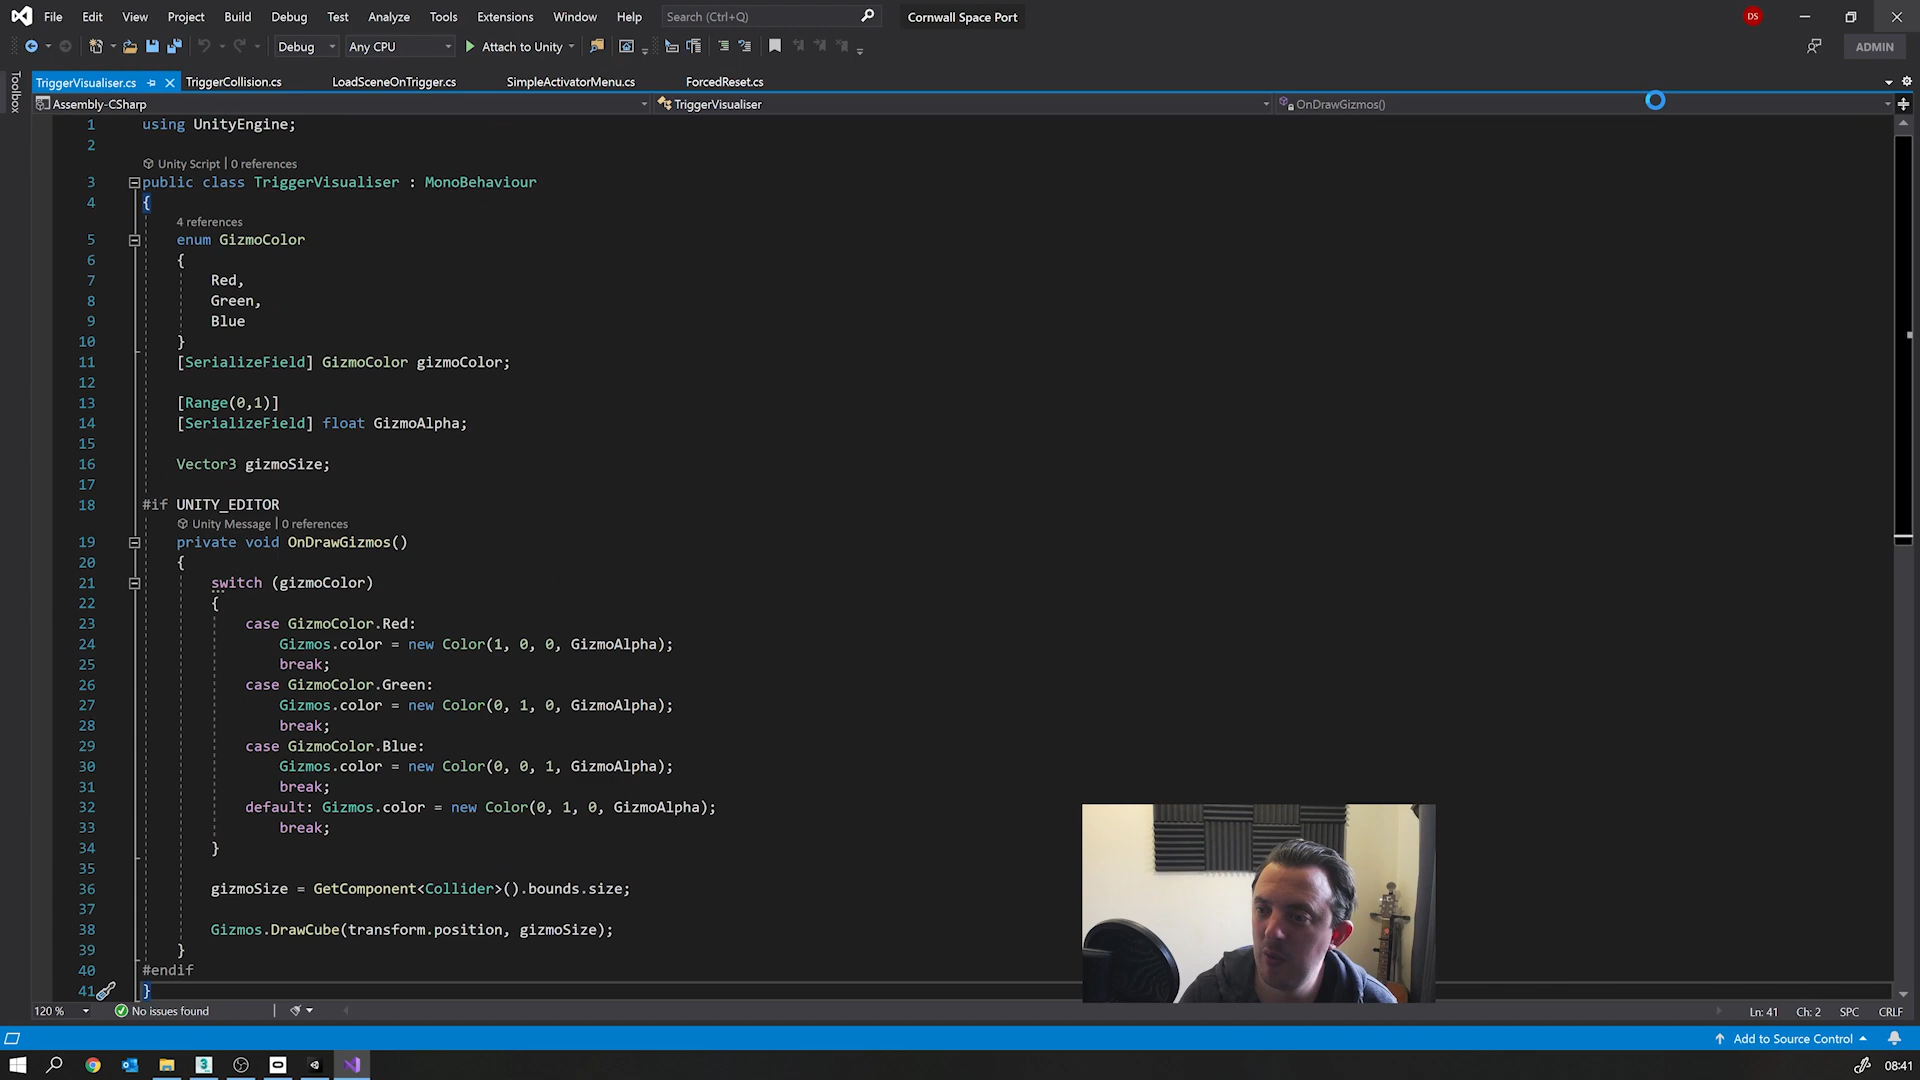 File Edit View Project Build Debug Test Analyze Tools Extensions Window Help Search (Ctrl+Q) Cornwall Space Port DS
Debug Any CPU Attach to Unity ADMIN
Toolbox
TriggerVisualiser.cs TriggerCollision.cs LoadSceneOnTrigger.cs SimpleActivatorMenu.cs ForcedReset.cs
Assembly-CSharp TriggerVisualiser OnDrawGizmos()
1 using UnityEngine;
2
Unity Script | 0 references
3 public class TriggerVisualiser : MonoBehaviour
4 {
4 references
5 enum GizmoColor
6 {
7 Red,
8 Green,
9 Blue
10 }
11 [SerializeField] GizmoColor gizmoColor;
12
13 [Range(0,1)]
14 [SerializeField] float GizmoAlpha;
15
16 Vector3 gizmoSize;
17
18 #if UNITY_EDITOR
Unity Message | 0 references
19 private void OnDrawGizmos()
20 {
21 switch (gizmoColor)
22 {
23 case GizmoColor.Red:
24 Gizmos.color = new Color(1, 0, 0, GizmoAlpha);
25 break;
26 case GizmoColor.Green:
27 Gizmos.color = new Color(0, 1, 0, GizmoAlpha);
28 break;
29 case GizmoColor.Blue:
30 Gizmos.color = new Color(0, 0, 1, GizmoAlpha);
31 break;
32 default: Gizmos.color = new Color(0, 1, 0, GizmoAlpha);
33 break;
34 }
35
36 gizmoSize = GetComponent<Collider>().bounds.size;
37
38 Gizmos.DrawCube(transform.position, gizmoSize);
39 }
40 #endif
41 }
120 % No issues found Ln: 41 Ch: 2 SPC CRLF
Add to Source Control
08:41